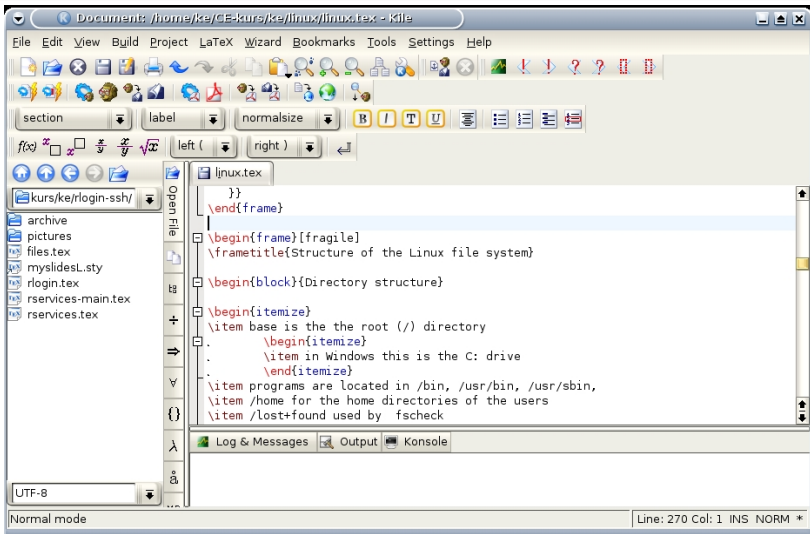 Document: /home/ke/CE-kurs/ke/linux/linux.tex - Kile
File Edit View Build Project LaTeX Wizard Bookmarks Tools Settings Help
section label normalsize B I T U
f(x) left ( right )
kurs/ke/rlogin-ssh/
archive
pictures
files.tex
myslidesL.sty
rlogin.tex
rservices-main.tex
rservices.tex
UTF-8
Open File
linux.tex
}}
\end{frame}
\begin{frame}[fragile]
\frametitle{Structure of the Linux file system}
\begin{block}{Directory structure}
\begin{itemize}
\item base is the the root (/) directory
. \begin{itemize}
. \item in Windows this is the C: drive
. \end{itemize}
\item programs are located in /bin, /usr/bin, /usr/sbin,
\item /home for the home directories of the users
\item /lost+found used by fscheck
Log & Messages Output Konsole
Normal mode Line: 270 Col: 1 INS NORM *